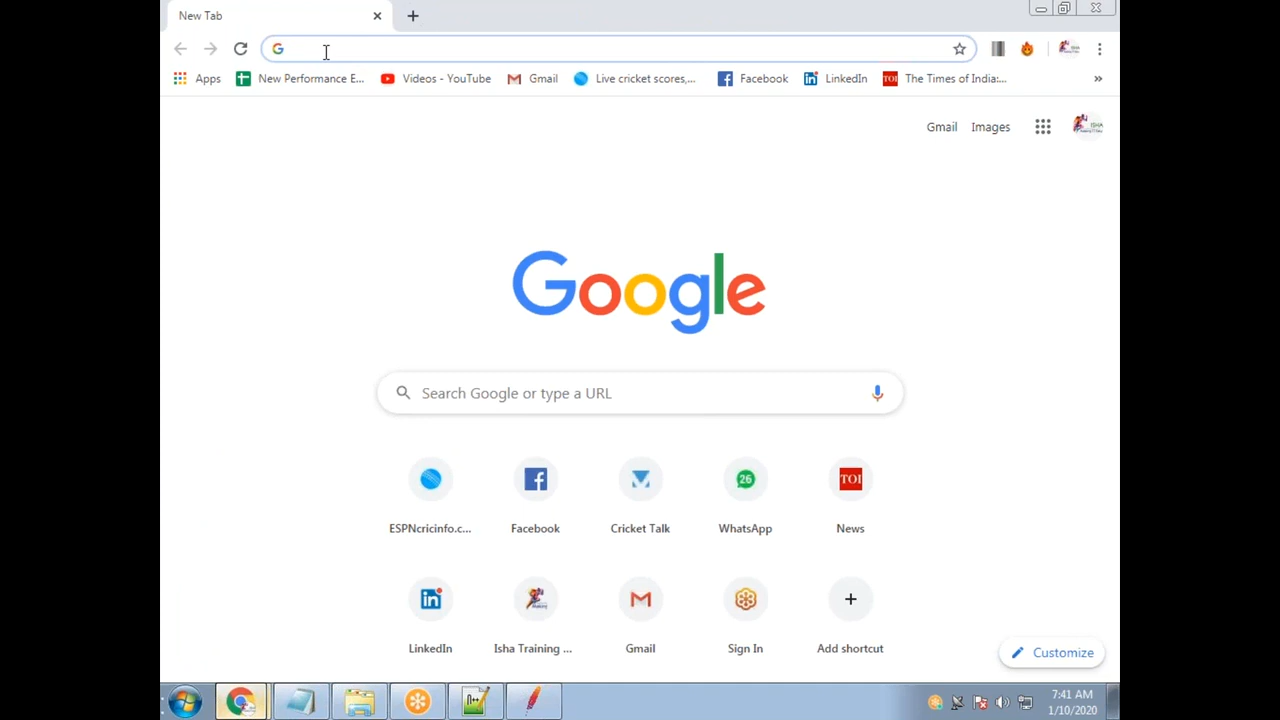 New Tab
Apps New Performance E... Videos - YouTube Gmail Live cricket scores,... Facebook LinkedIn TOI The Times of India:... »
Gmail Images ISHA
Google
Search Google or type a URL
26 TOI
ESPNcricinfo.c... Facebook Cricket Talk WhatsApp News
LinkedIn Isha Training ... Gmail Sign In Add shortcut
Customize
7:41 AM
1/10/2020